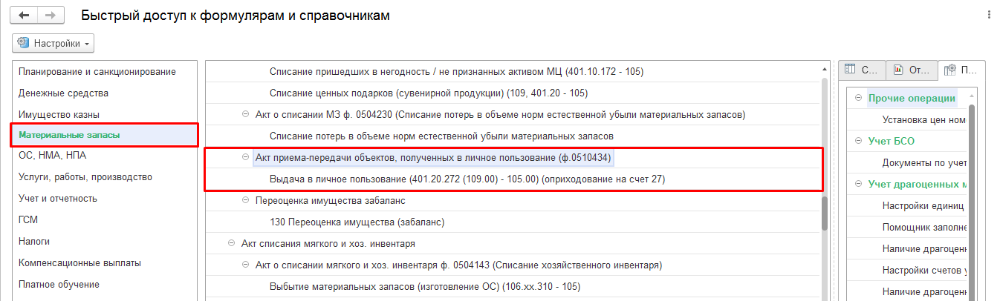 Быстрый доступ к формулярам и справочникам
Настройки
Планирование и санкционирование
Денежные средства
Имущество казны
Материальные запасы
ОС, НМА, НПА
Услуги, работы, производство
Учет и отчетность
ГСМ
Налоги
Компенсационные выплаты
Платное обучение
Списание пришедших в негодность / не признанных активом МЦ (401.10.172 - 105)
Списание ценных подарков (сувенирной продукции) (109, 401.20 - 105)
Акт о списании МЗ ф. 0504230 (Списание потерь в объеме норм естественной убыли материальных запасов)
Списание потерь в объеме норм естественной убыли материальных запасов
Акт приема-передачи объектов, полученных в личное пользование (ф.0510434)
Выдача в личное пользование (401.20.272 (109.00) - 105.00) (оприходование на счет 27)
Переоценка имущества забаланс
130 Переоценка имущества (забаланс)
Акт списания мягкого и хоз. инвентаря
Акт о списании мягкого и хоз. инвентаря ф. 0504143 (Списание хозяйственного инвентаря)
Выбытие материальных запасов (изготовление ОС) (106.хх.310 - 105)
С...
От...
П...
Прочие операции
Установка цен ном
Учет БСО
Документы по учет
Учет драгоценных м
Настройки единиц
Помощник заполне
Наличие драгоценн
Настройки счетов у
Наличие драгоценн